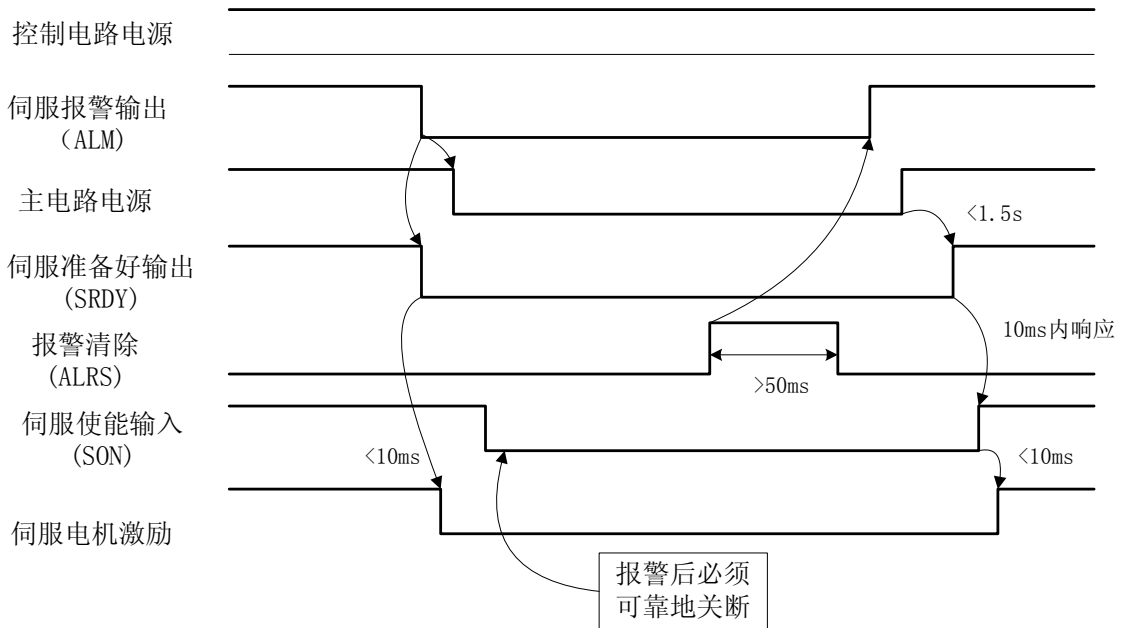 控制电路电源
伺服报警输出
（ALM）
主电路电源
<1.5s
伺服准备好输出
(SRDY)
10ms内响应
报警清除
(ALRS)
>50ms
伺服使能输入
(SON)
<10ms
<10ms
伺服电机激励
报警后必须
可靠地关断